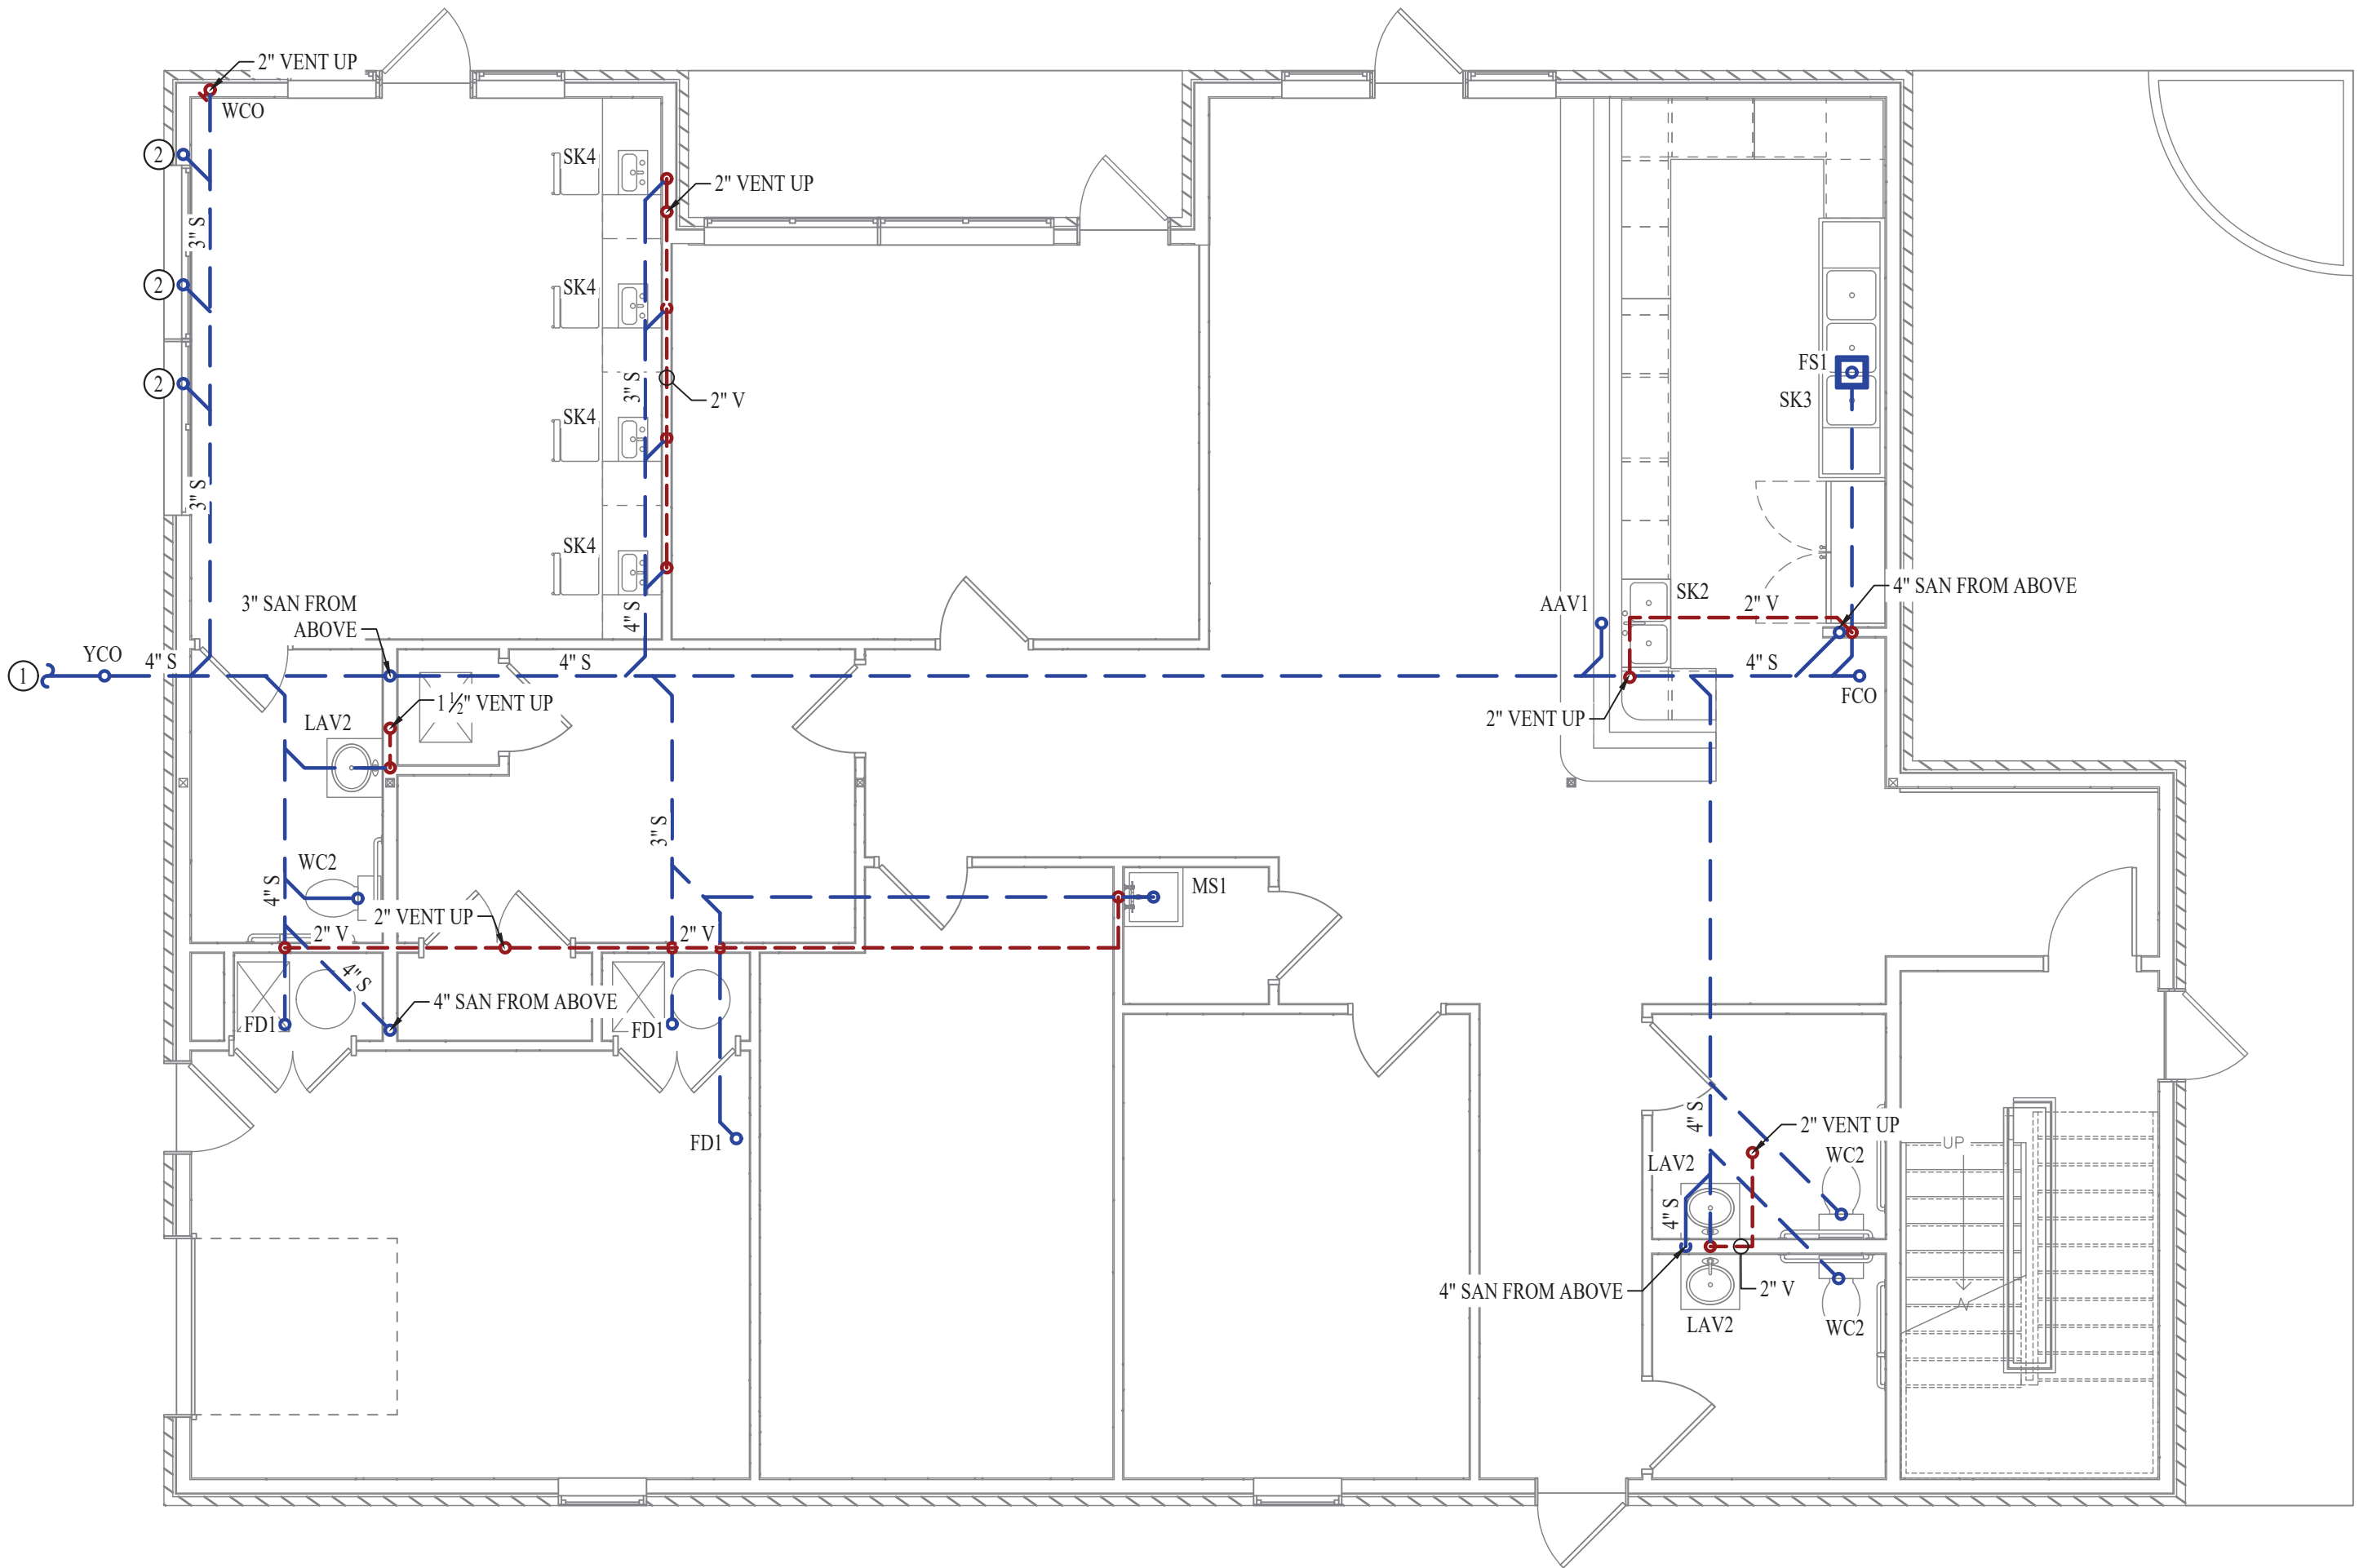 2" VENT UP
WCO
2
SK4
2" VENT UP
3" S
2
SK4
FS1
3" S
2
2" V
SK3
SK4
3" S
SK4
4" SAN FROM ABOVE
SK2
3" SAN FROM
ABOVE
4" S
AAV1
2" V
YCO
1
4" S
4" S
4" S
FCO
1 1/2" VENT UP
LAV2
2" VENT UP
3" S
WC2
4" S
MS1
2" VENT UP
2" V
2" V
4" S
4" SAN FROM ABOVE
FD1
FD1
4" S
2" VENT UP
FD1
UP
LAV2
WC2
4" S
4" SAN FROM ABOVE
2" V
LAV2
WC2